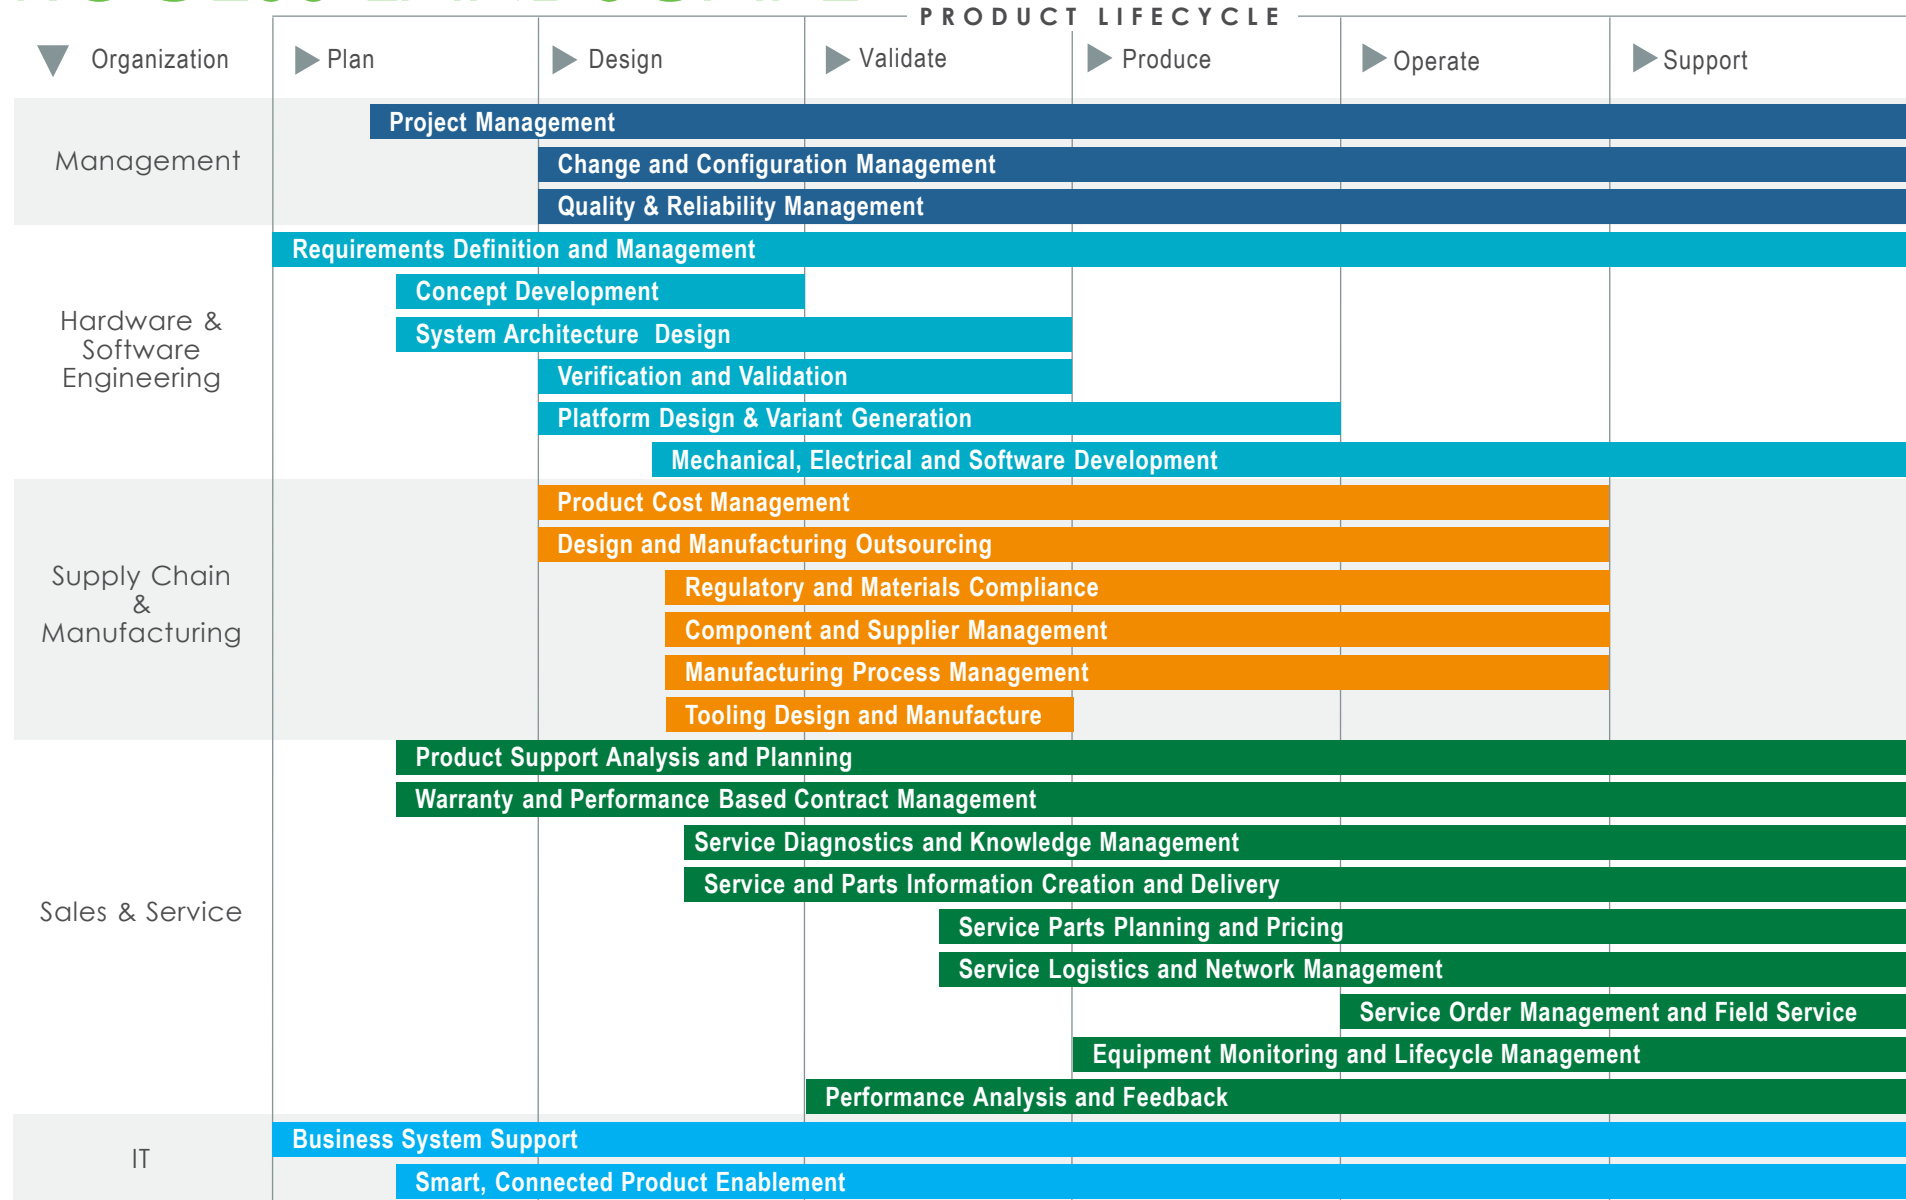 PRODUCT LIFECYCLE
Organization
Plan
Design
Validate
Produce
Operate
Support
Management
Project Management
Change and Configuration Management
Quality & Reliability Management
Hardware &
Software
Engineering
Requirements Definition and Management
Concept Development
System Architecture Design
Verification and Validation
Platform Design & Variant Generation
Mechanical, Electrical and Software Development
Supply Chain
&
Manufacturing
Product Cost Management
Design and Manufacturing Outsourcing
Regulatory and Materials Compliance
Component and Supplier Management
Manufacturing Process Management
Tooling Design and Manufacture
Sales & Service
Product Support Analysis and Planning
Warranty and Performance Based Contract Management
Service Diagnostics and Knowledge Management
Service and Parts Information Creation and Delivery
Service Parts Planning and Pricing
Service Logistics and Network Management
Service Order Management and Field Service
Equipment Monitoring and Lifecycle Management
Performance Analysis and Feedback
IT
Business System Support
Smart, Connected Product Enablement